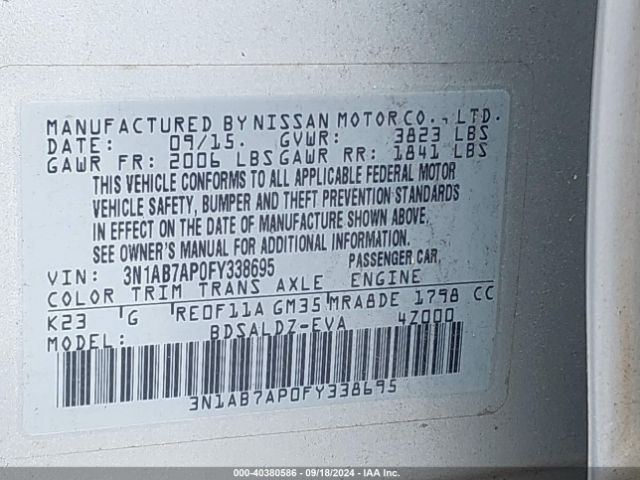 MANUFACTURED BY NISSAN MOTOR CO., LTD.
DATE: 09/15. GVWR: 3823 LBS
GAWR FR: 2006 LBS GAWR RR: 1841 LBS
THIS VEHICLE CONFORMS TO ALL APPLICABLE FEDERAL MOTOR
VEHICLE SAFETY, BUMPER AND THEFT PREVENTION STANDARDS
IN EFFECT ON THE DATE OF MANUFACTURE SHOWN ABOVE.
SEE OWNER'S MANUAL FOR ADDITIONAL INFORMATION.
VIN: 3N1AB7AP0FY338695 PASSENGER CAR
COLOR TRIM TRANS AXLE ENGINE
K23 G RE0F11A GM35 MRA8DE 1798 CC
MODEL: BDSALDZ-EVA 4Z000
3N1AB7AP0FY338695
000-40380586 - 09/18/2024 - IAA Inc.